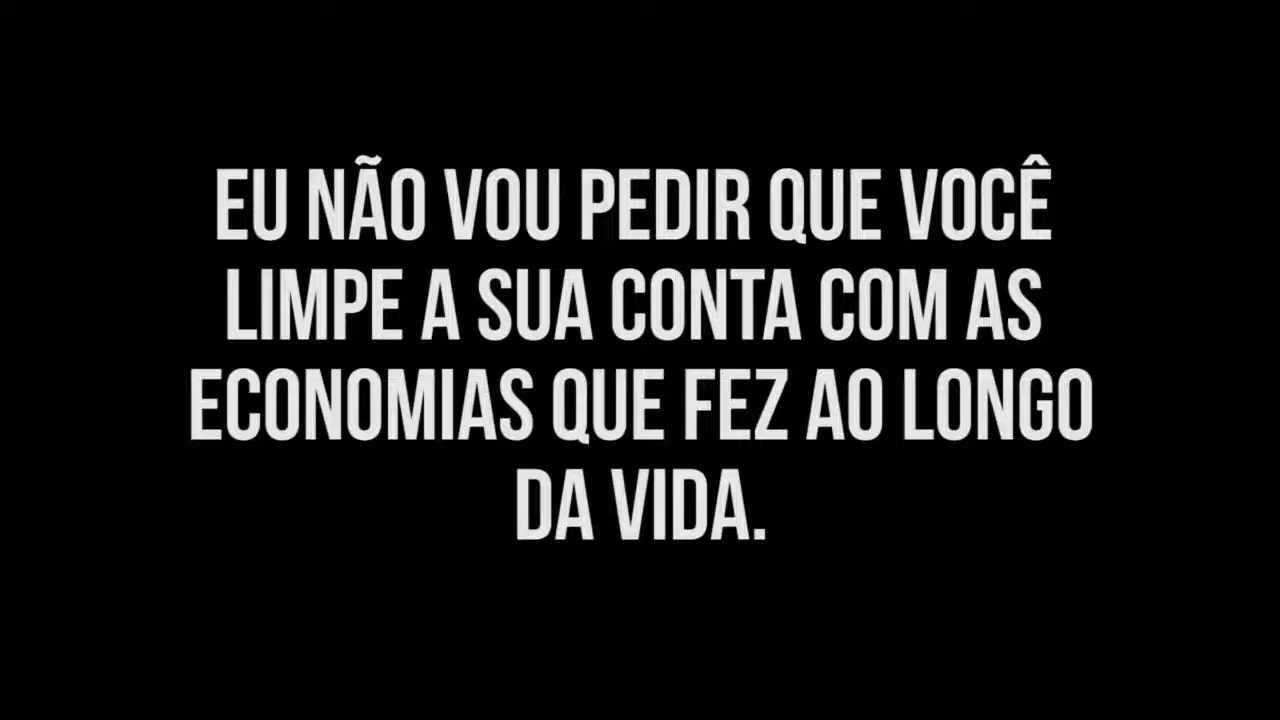 EU NÃO VOU PEDIR QUE VOCÊ
LIMPE A SUA CONTA COM AS
ECONOMIAS QUE FEZ AO LONGO
DA VIDA.